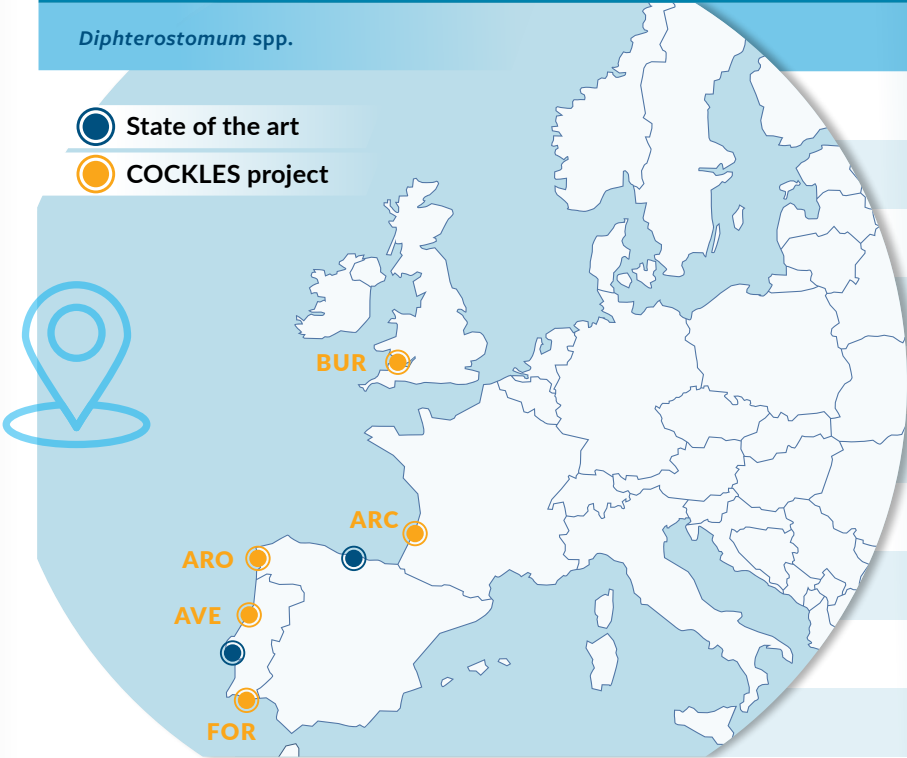 Diphterostomum spp.
State of the art
COCKLES project
BUR
ARC
ARO
AVE
FOR